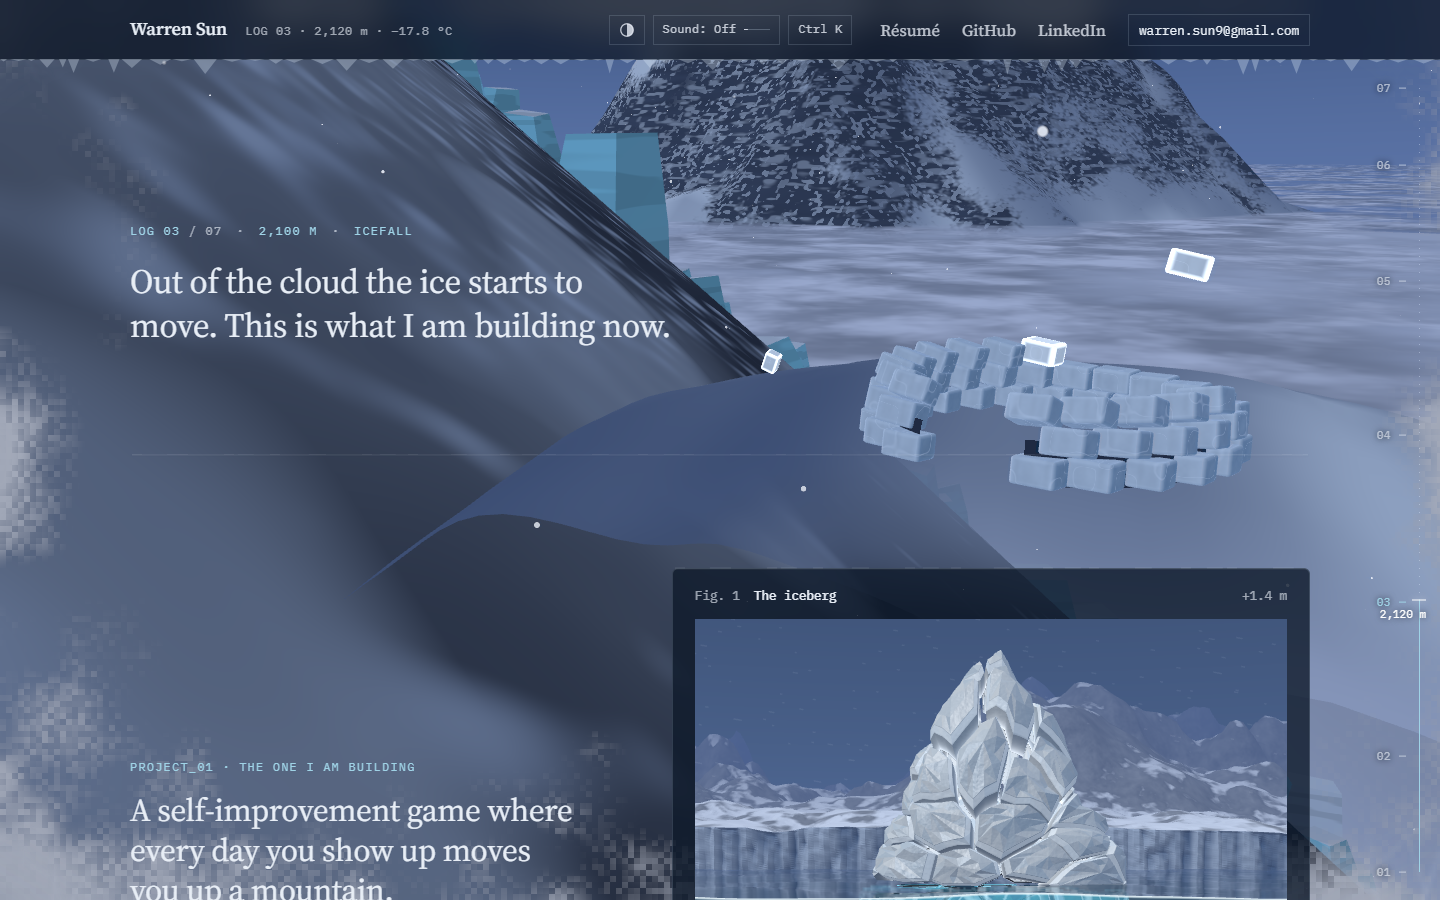 Warren Sun LOG 03 · 2,120 m · −17.8 °C Sound: Off Ctrl K Résumé GitHub LinkedIn warren.sun9@gmail.com
07
06
LOG 03 / 07 · 2,100 M · ICEFALL
Out of the cloud the ice starts to
move. This is what I am building now.
05
04
Fig. 1 The iceberg +1.4 m
03
2,120 m
02
PROJECT_01 · THE ONE I AM BUILDING
A self-improvement game where
every day you show up moves
you up a mountain.
01